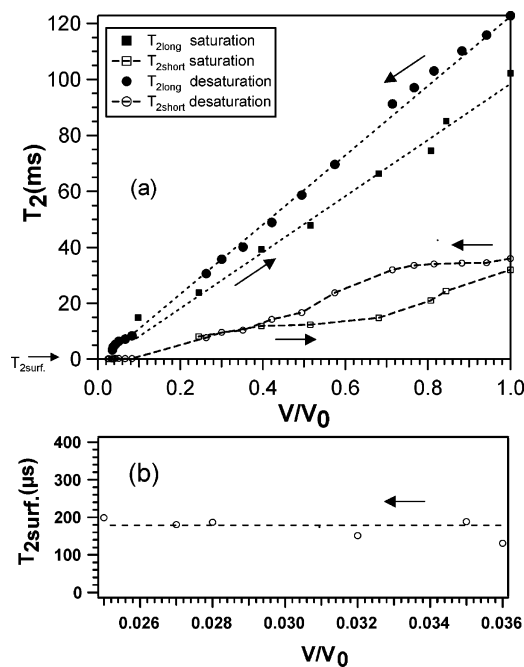 120
100
80
60
40
20
0
T2(ms)
T2long saturation
T2short saturation
T2long desaturation
T2short desaturation
(a)
T2surf.
0.0
0.2
0.4
0.6
0.8
1.0
V/V0
400
300
200
100
0
T2surf.(µs)
(b)
0.026
0.028
0.030
0.032
0.034
0.036
V/V0